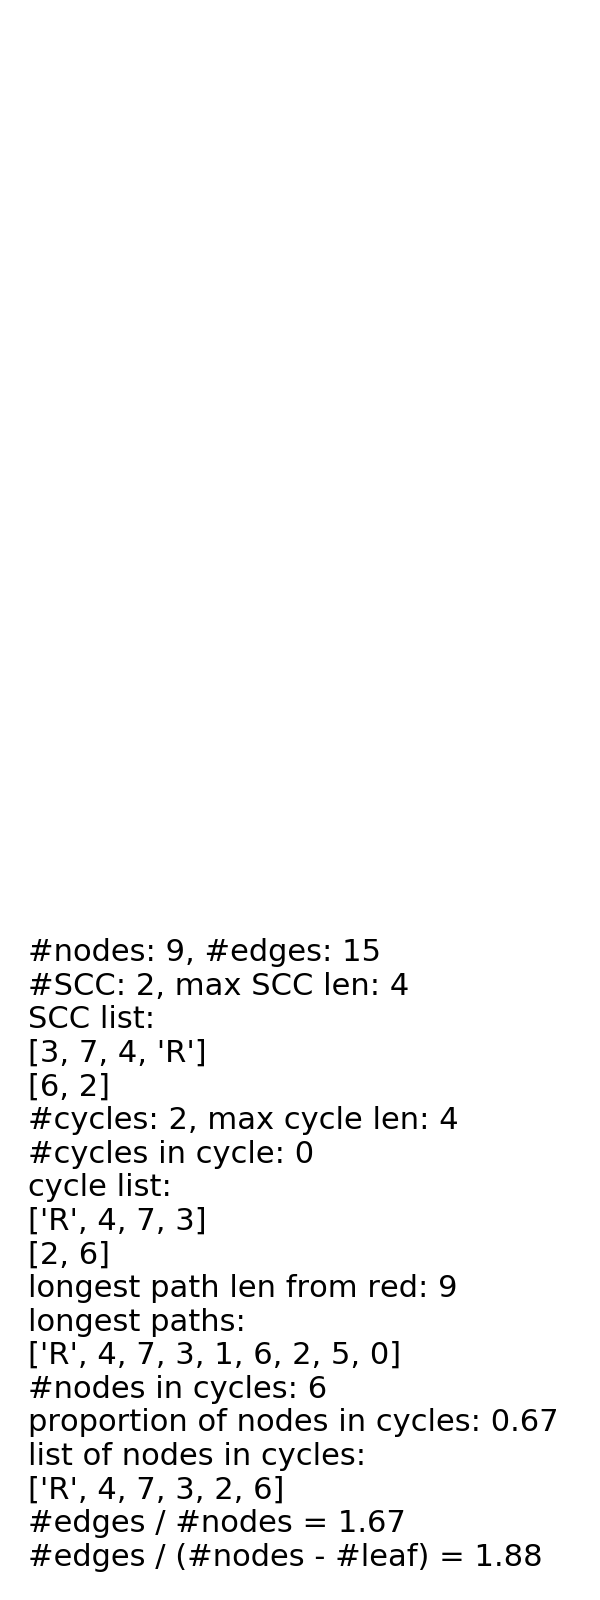 #nodes: 9, #edges: 15
#SCC: 2, max SCC len: 4
SCC list:
[3, 7, 4, 'R']
[6, 2]
#cycles: 2, max cycle len: 4
#cycles in cycle: 0
cycle list:
['R', 4, 7, 3]
[2, 6]
longest path len from red: 9
longest paths:
['R', 4, 7, 3, 1, 6, 2, 5, 0]
#nodes in cycles: 6
proportion of nodes in cycles: 0.67
list of nodes in cycles:
['R', 4, 7, 3, 2, 6]
#edges / #nodes = 1.67
#edges / (#nodes - #leaf) = 1.88